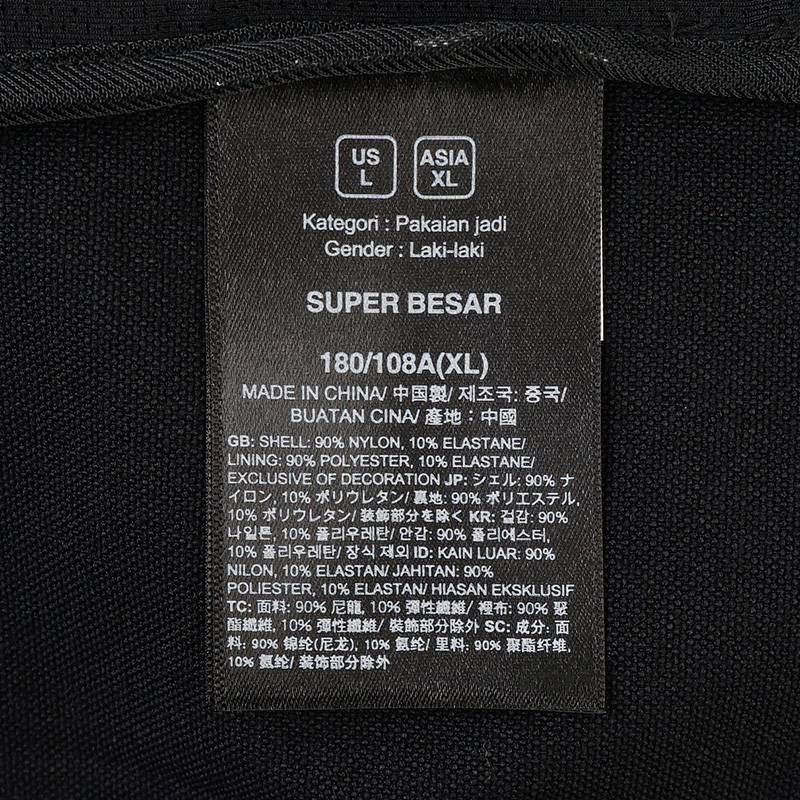 US
L
ASIA
XL
Kategori : Pakaian jadi
Gender : Laki-laki
SUPER BESAR
180/108A(XL)
MADE IN CHINA/ 中国製/ 제조국: 중국/
BUATAN CINA/ 產地：中國
GB: SHELL: 90% NYLON, 10% ELASTANE/
LINING: 90% POLYESTER, 10% ELASTANE/
EXCLUSIVE OF DECORATION JP: シェル: 90% ナ
イロン, 10% ポリウレタン/ 裏地: 90% ポリエステル,
10% ポリウレタン/ 装飾部分を除く KR: 겉감: 90%
나일론, 10% 폴리우레탄/ 안감: 90% 폴리에스터,
10% 폴리우레탄/ 장식 제외 ID: KAIN LUAR: 90%
NILON, 10% ELASTAN/ JAHITAN: 90%
POLIESTER, 10% ELASTAN/ HIASAN EKSKLUSIF
TC: 面料: 90% 尼龍, 10% 彈性纖維/ 裡布: 90% 聚
酯纖維, 10% 彈性纖維/ 裝飾部分除外 SC: 成分: 面
料: 90% 锦纶(尼龙), 10% 氨纶/ 里料: 90% 聚酯纤维,
10% 氨纶/ 装饰部分除外